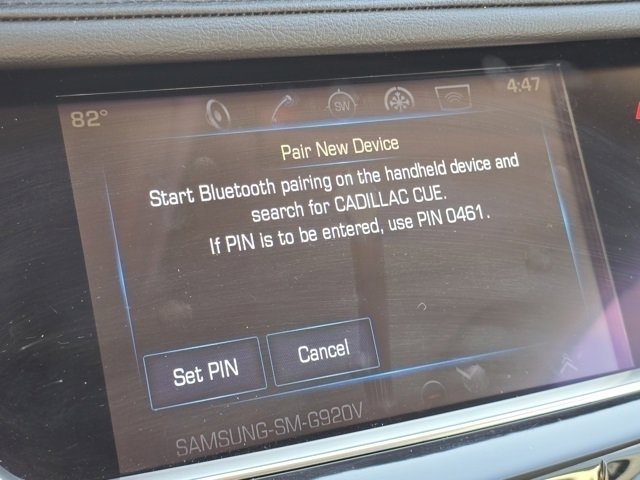 82° SW 4:47
Pair New Device
Start Bluetooth pairing on the handheld device and
search for CADILLAC CUE.
If PIN is to be entered, use PIN 0461.
Set PIN Cancel
SAMSUNG-SM-G920V